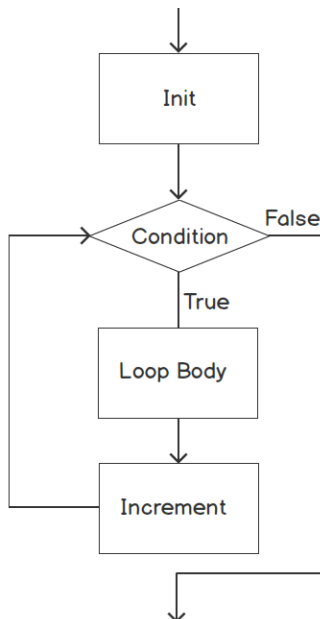 Init
Condition
False
True
Loop Body
Increment